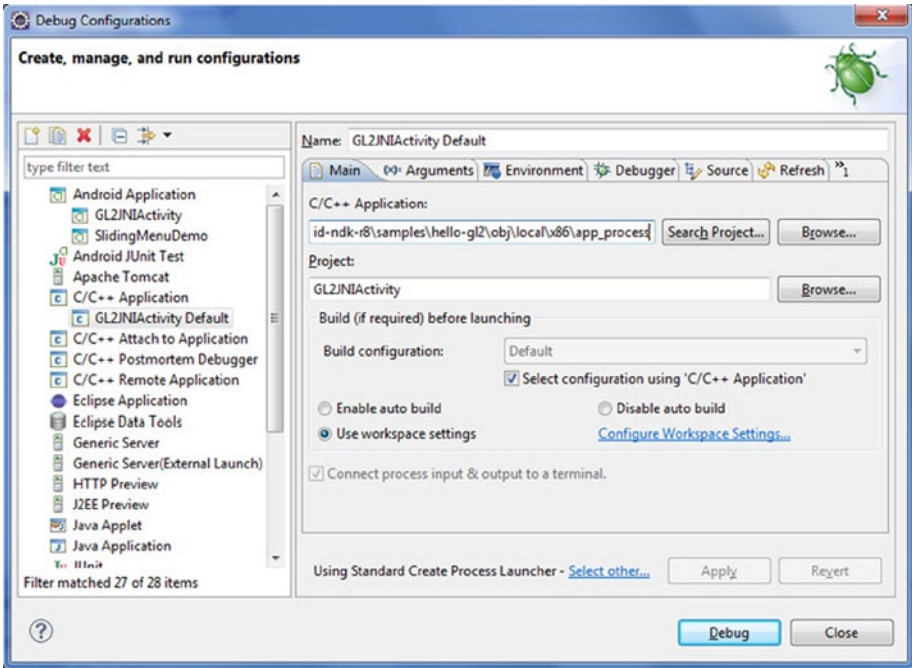 Debug Configurations
Create, manage, and run configurations
type filter text
Android Application
GL2JNIActivity
SlidingMenuDemo
Android JUnit Test
Apache Tomcat
C/C++ Application
GL2JNIActivity Default
C/C++ Attach to Application
C/C++ Postmortem Debugger
C/C++ Remote Application
Eclipse Application
Eclipse Data Tools
Generic Server
Generic Server(External Launch)
HTTP Preview
J2EE Preview
Java Applet
Java Application
JUnit
Filter matched 27 of 28 items
Name: GL2JNIActivity Default
Main Arguments Environment Debugger Source Refresh »1
C/C++ Application:
id-ndk-r8\samples\hello-gl2\obj\local\x86\app_process Search Project... Browse...
Project:
GL2JNIActivity Browse...
Build (if required) before launching
Build configuration: Default
Select configuration using 'C/C++ Application'
Enable auto build Disable auto build
Use workspace settings Configure Workspace Settings...
Connect process input & output to a terminal.
Using Standard Create Process Launcher - Select other... Apply Revert
? Debug Close